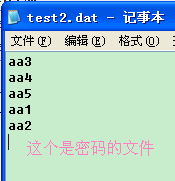 test2.dat - 记事本
文件(F) 编辑(E) 格式(O)
aa3
aa4
aa5
aa1
aa2
这个是密码的文件